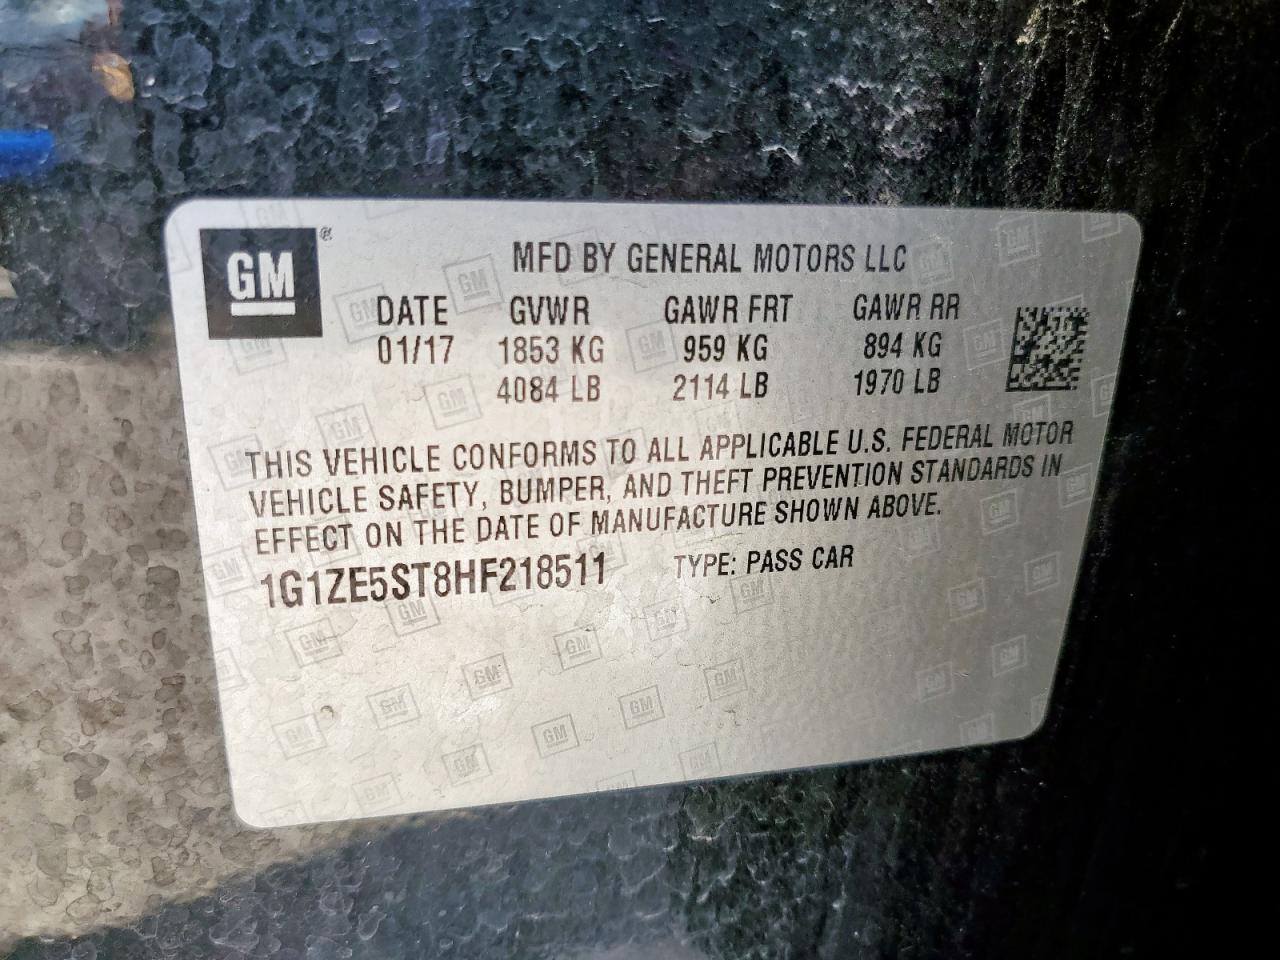 GM ®
MFD BY GENERAL MOTORS LLC
DATE GVWR GAWR FRT GAWR RR
01/17 1853 KG 959 KG 894 KG
4084 LB 2114 LB 1970 LB
THIS VEHICLE CONFORMS TO ALL APPLICABLE U.S. FEDERAL MOTOR
VEHICLE SAFETY, BUMPER, AND THEFT PREVENTION STANDARDS IN
EFFECT ON THE DATE OF MANUFACTURE SHOWN ABOVE.
1G1ZE5ST8HF218511 TYPE: PASS CAR